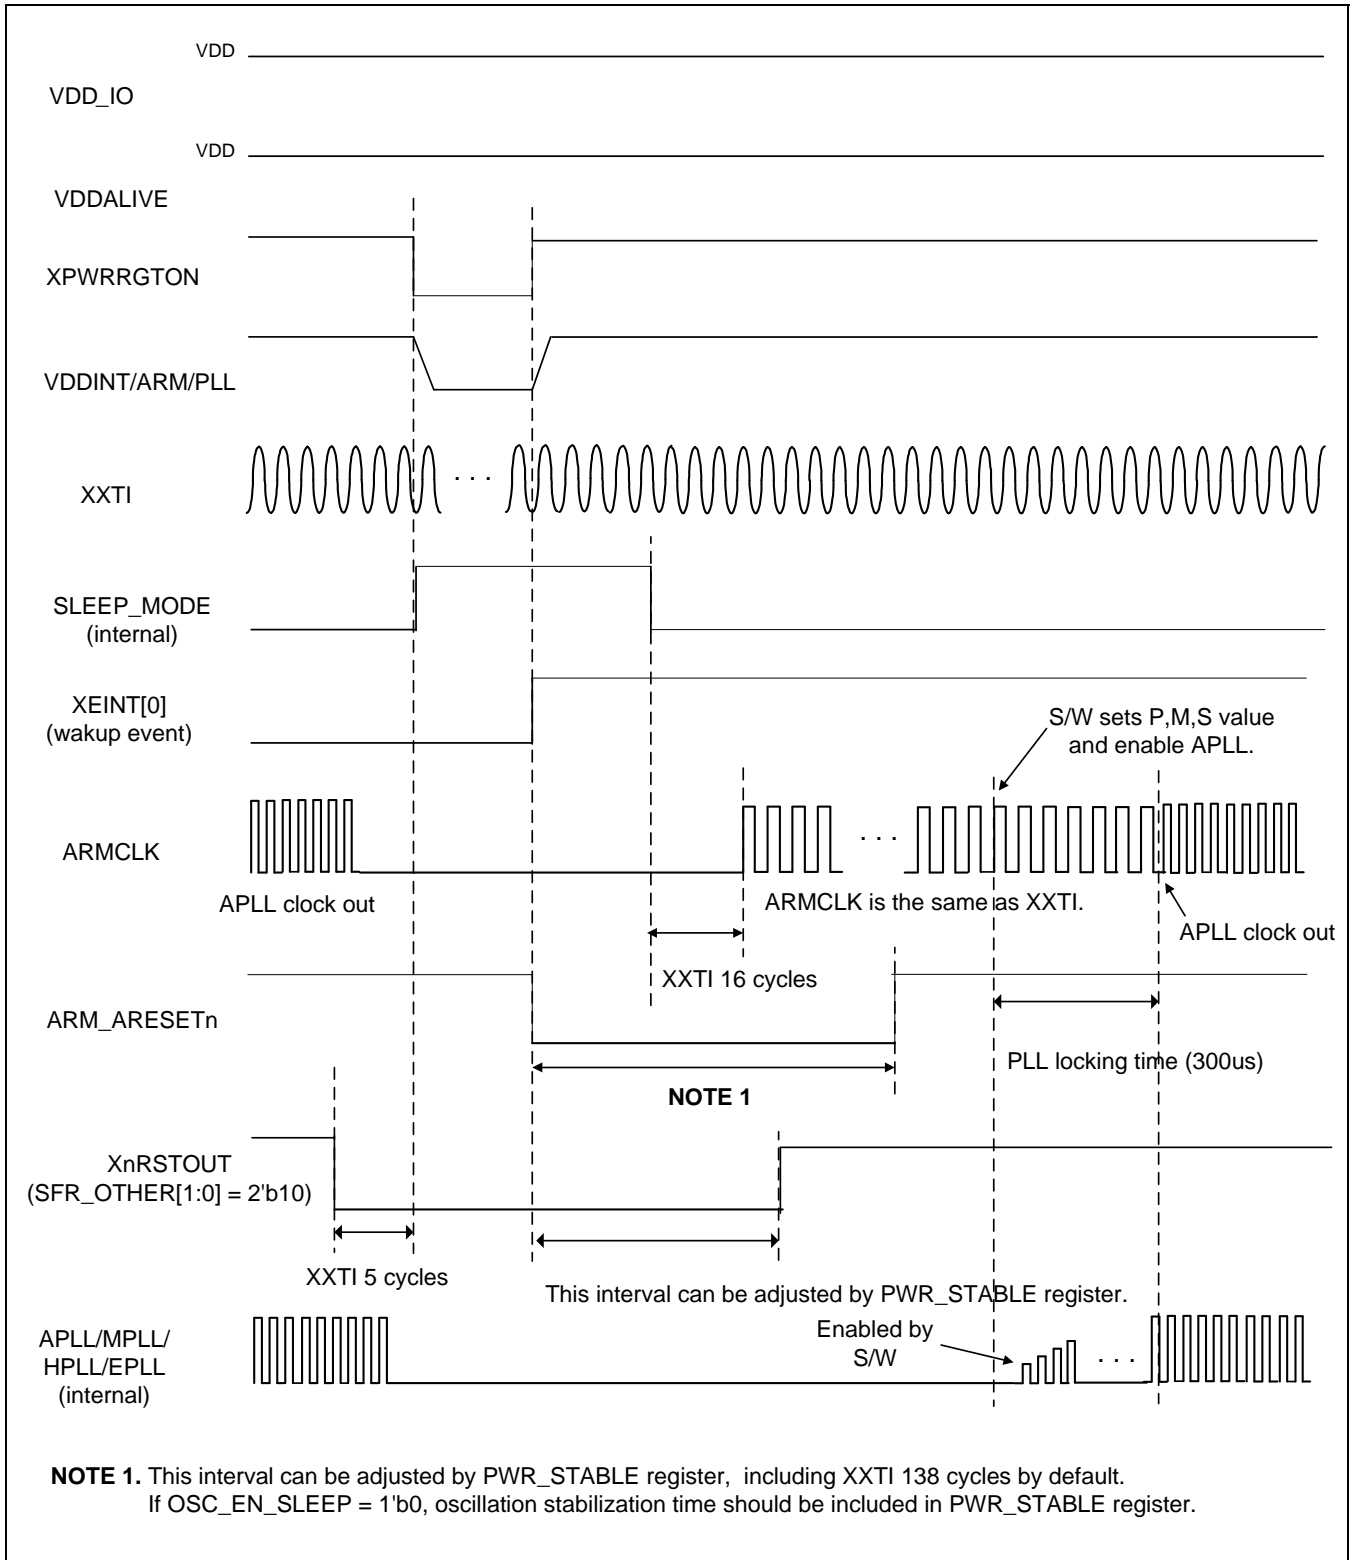 VDD
VDD_IO
VDD
VDDALIVE
XPWRRGTON
VDDINT/ARM/PLL
XXTI
. . .
SLEEP_MODE
(internal)
XEINT[0]
(wakup event)
S/W sets P,M,S value
and enable APLL.
ARMCLK
. . .
APLL clock out
ARMCLK is the same as XXTI.
APLL clock out
XXTI 16 cycles
ARM_ARESETn
PLL locking time (300us)
NOTE 1
XnRSTOUT
(SFR_OTHER[1:0] = 2'b10)
XXTI 5 cycles
This interval can be adjusted by PWR_STABLE register.
Enabled by
S/W
APLL/MPLL/
HPLL/EPLL
(internal)
. . .
NOTE 1. This interval can be adjusted by PWR_STABLE register, including XXTI 138 cycles by default.
If OSC_EN_SLEEP = 1'b0, oscillation stabilization time should be included in PWR_STABLE register.